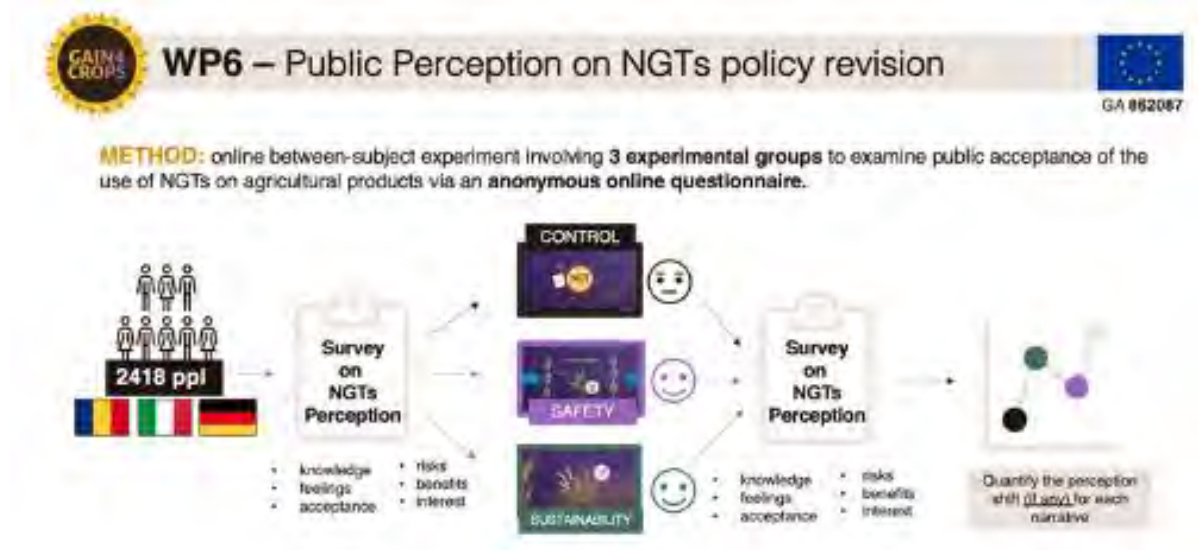 GAIN4
CROPS
WP6 – Public Perception on NGTs policy revision
GA 862087
METHOD: online between-subject experiment involving 3 experimental groups to examine public acceptance of the
use of NGTs on agricultural products via an anonymous online questionnaire.
2418 ppl
Survey
on
NGTs
Perception
• knowledge
• feelings
• acceptance
• risks
• benefits
• interest
CONTROL
NGT
SAFETY
SUSTAINABILITY
Survey
on
NGTs
Perception
• knowledge
• feelings
• acceptance
• risks
• benefits
• interest
Quantify the perception
shift (if any) for each
narrative